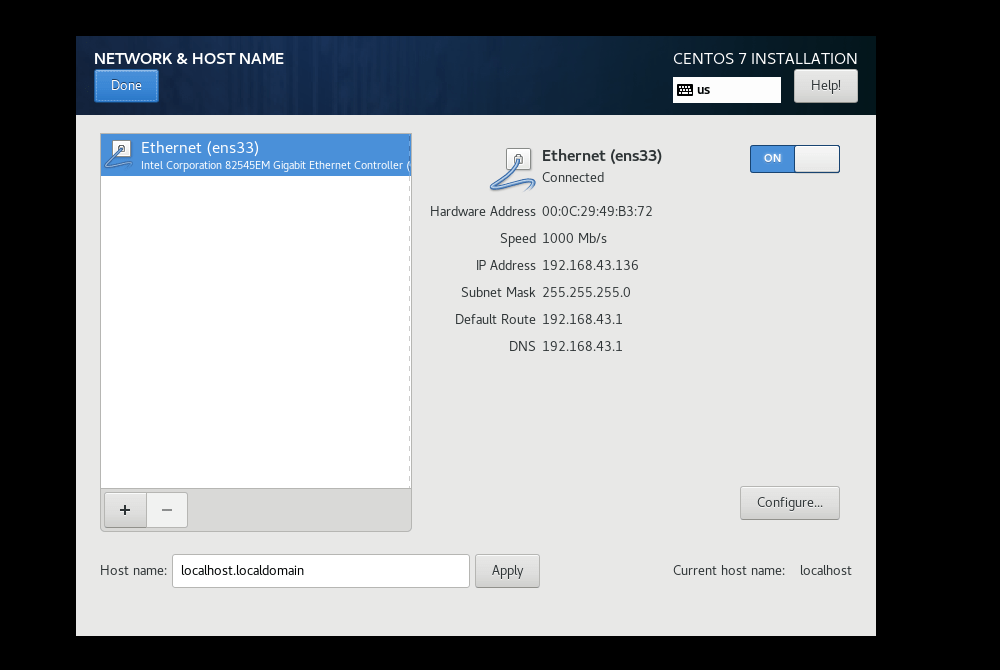 NETWORK & HOST NAME
CENTOS 7 INSTALLATION
Done
us
Help!
Ethernet (ens33)
Intel Corporation 82545EM Gigabit Ethernet Controller (
Ethernet (ens33)
Connected
ON
Hardware Address 00:0C:29:49:B3:72
Speed 1000 Mb/s
IP Address 192.168.43.136
Subnet Mask 255.255.255.0
Default Route 192.168.43.1
DNS 192.168.43.1
+ −
Configure...
Host name: localhost.localdomain Apply
Current host name: localhost